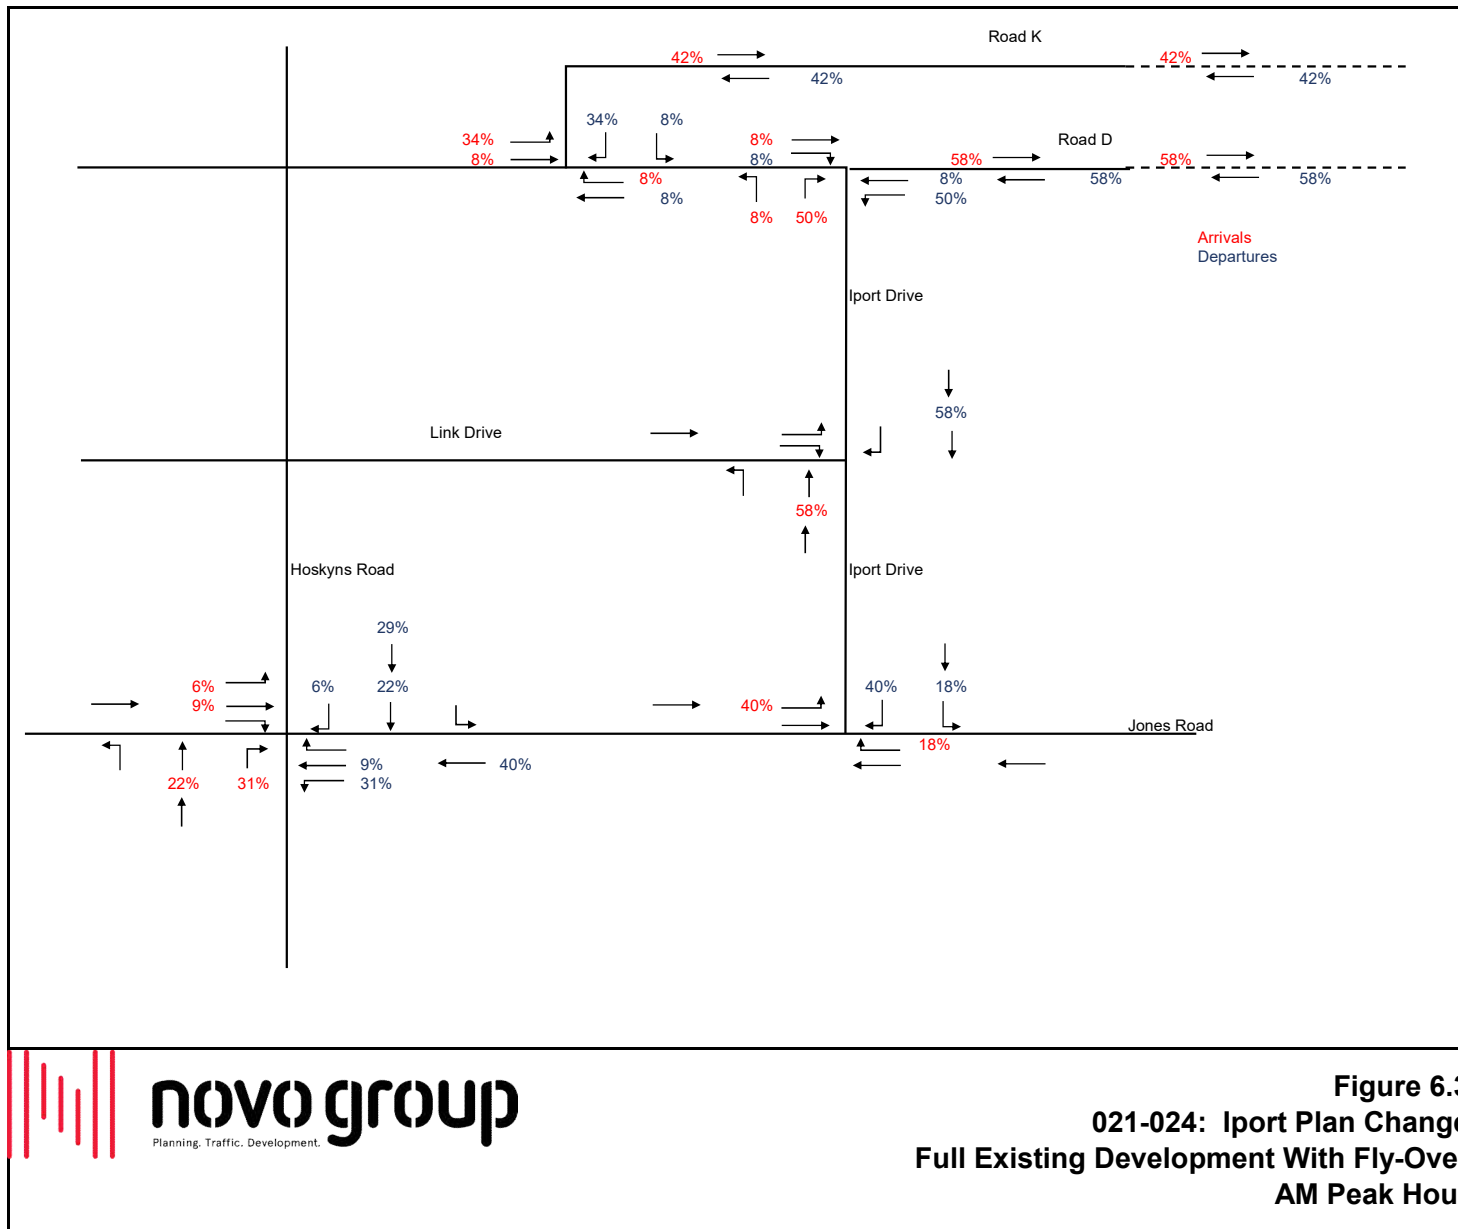 Road K
42%
42%
42%
42%
34%
8%
34%
8%
8%
8%
Road D
58%
58%
8%
8%
8%
58%
58%
8%
50%
50%
Arrivals
Departures
Iport Drive
58%
Link Drive
58%
Hoskyns Road
Iport Drive
29%
6%
9%
6%
22%
40%
40%
18%
Jones Road
18%
22%
31%
9%
31%
40%
novo group
Planning. Traffic. Development.
Figure 6.3
021-024: Iport Plan Change
Full Existing Development With Fly-Ove
AM Peak Hou